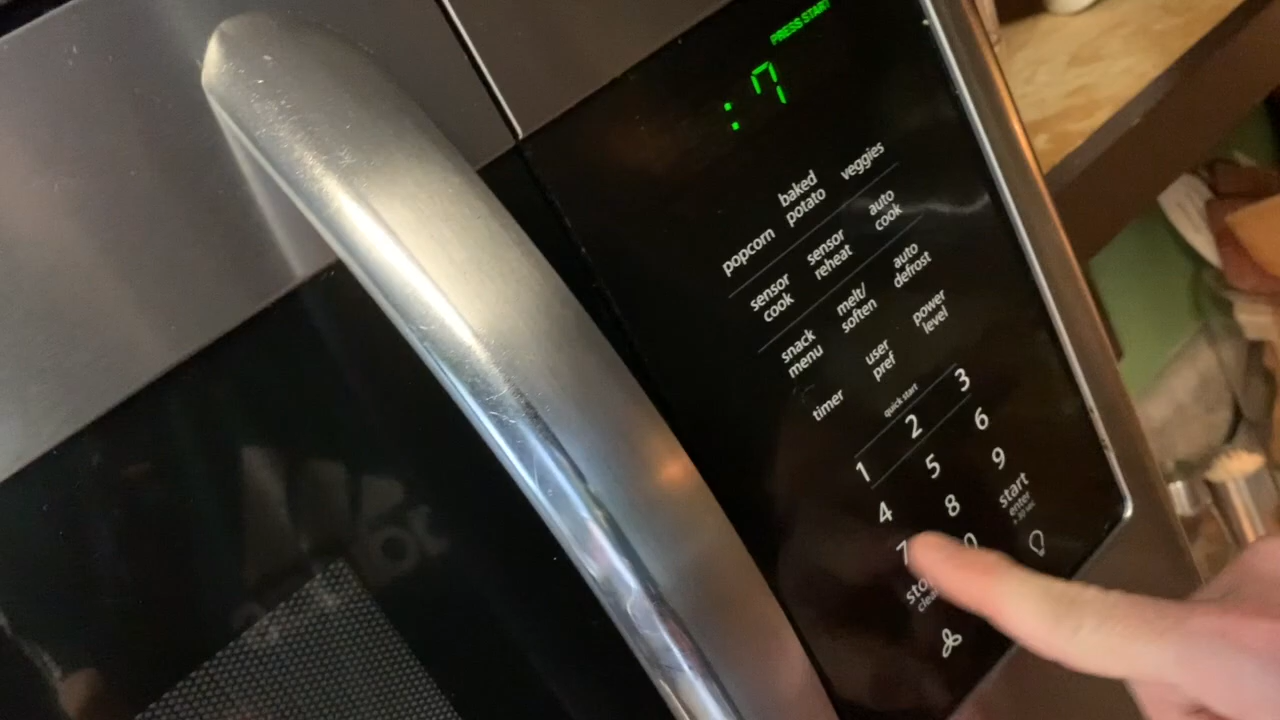 PRESS START
:7
popcorn baked potato veggies
sensor cook sensor reheat auto cook
snack menu melt/ soften auto defrost
timer user pref power level
quick start
1 2 3
4 5 6
7 8 9
stop clear 0 start enter